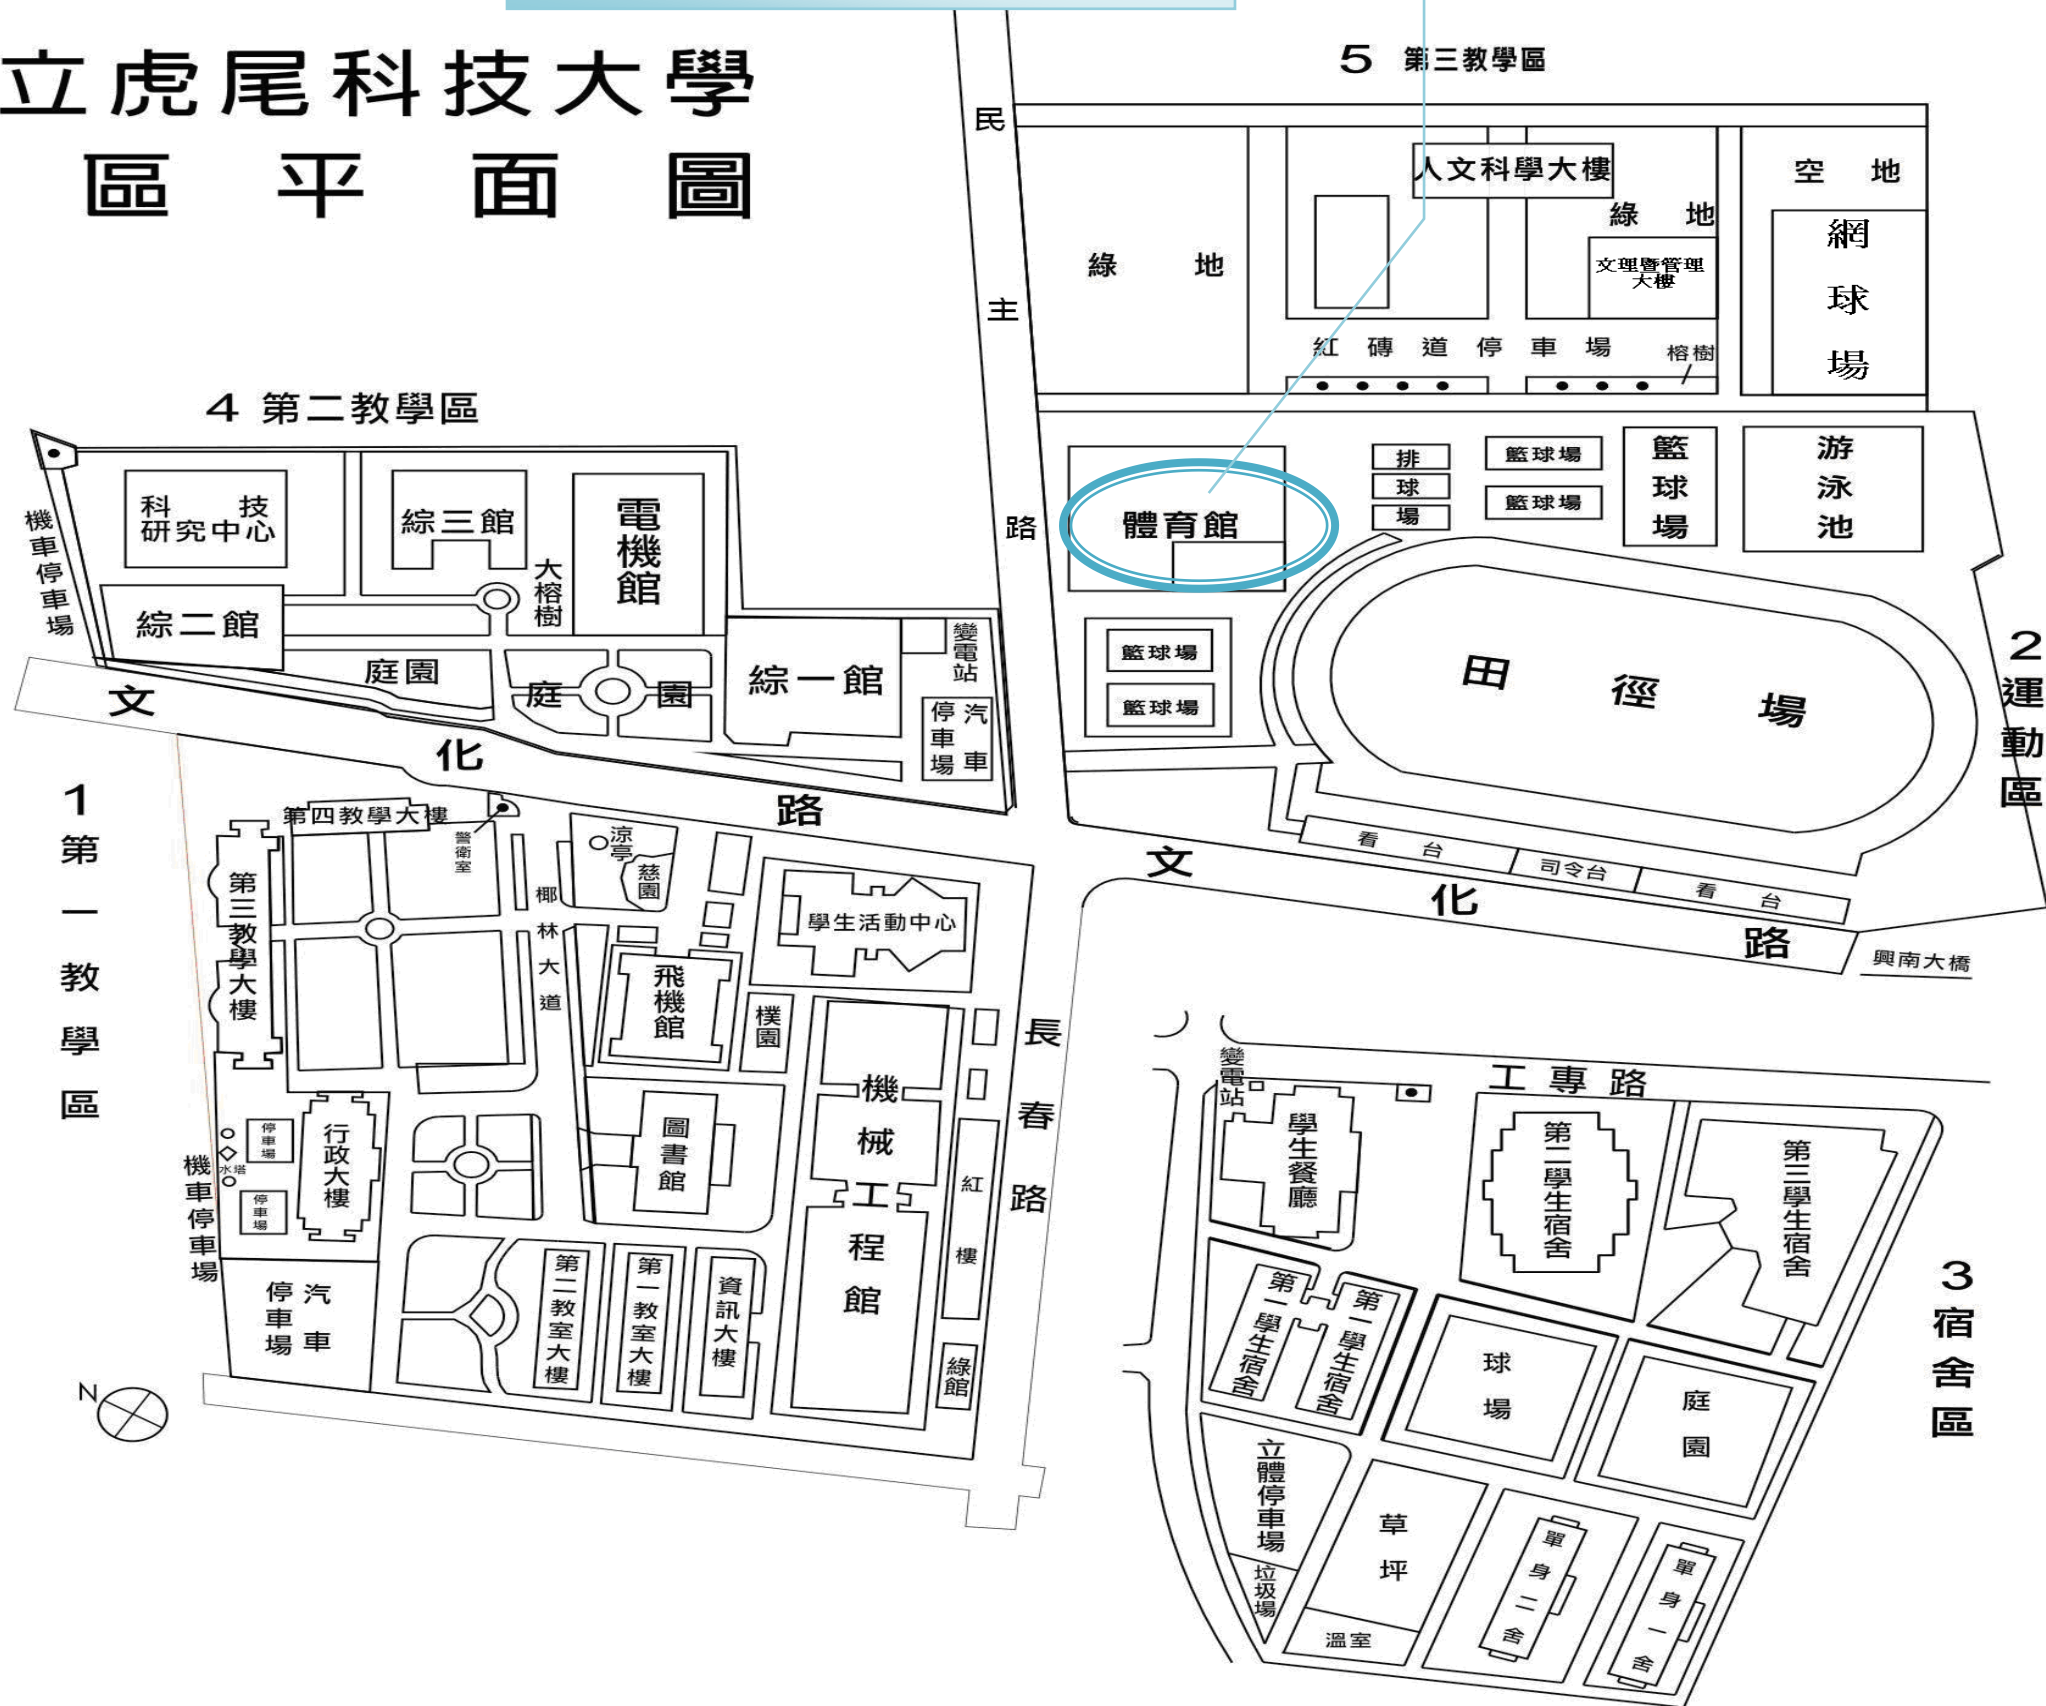 立虎尾科技大學
區平面圖
5 第三教學區
民主路
人文科學大樓
空地
綠地
綠地
文理暨管理
大樓
網球場
紅磚道停車場
榕樹
4 第二教學區
科技
研究中心
綜三館
電機館
大榕樹
機車停車場
綜二館
庭園
庭園
綜一館
變電站
汽車
停車場
體育館
排球場
籃球場
籃球場
籃球場
游泳池
籃球場
籃球場
田徑場
2 運動區
看台
司令台
看台
文化路
文化路
興南大橋
1 第一教學區
第四教學大樓
警衛室
涼亭
慈園
椰林大道
第三教學大樓
學生活動中心
飛機館
樸園
機械工程館
圖書館
行政大樓
停車場
水塔
停車場
機車停車場
汽車
停車場
第二教室大樓
第一教室大樓
資訊大樓
紅樓
綠館
長春路
N
工專路
變電站
學生餐廳
第二學生宿舍
第三學生宿舍
3 宿舍區
第一學生宿舍
第一學生宿舍
球場
庭園
立體停車場
垃圾場
草坪
溫室
單身二舍
單身一舍